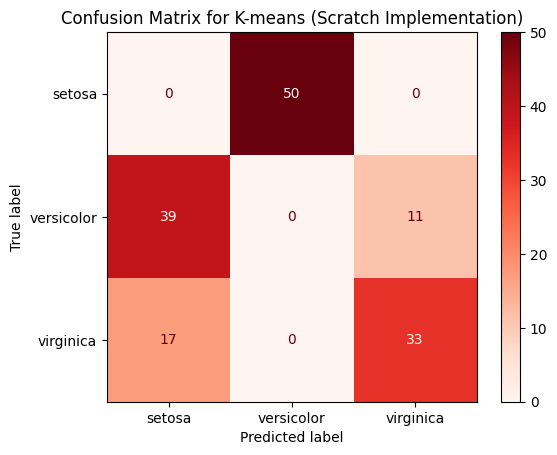 Confusion Matrix for K-means (Scratch Implementation)
setosa 0 50 0
versicolor 39 0 11
virginica 17 0 33
setosa versicolor virginica
Predicted label
True label
50
40
30
20
10
0